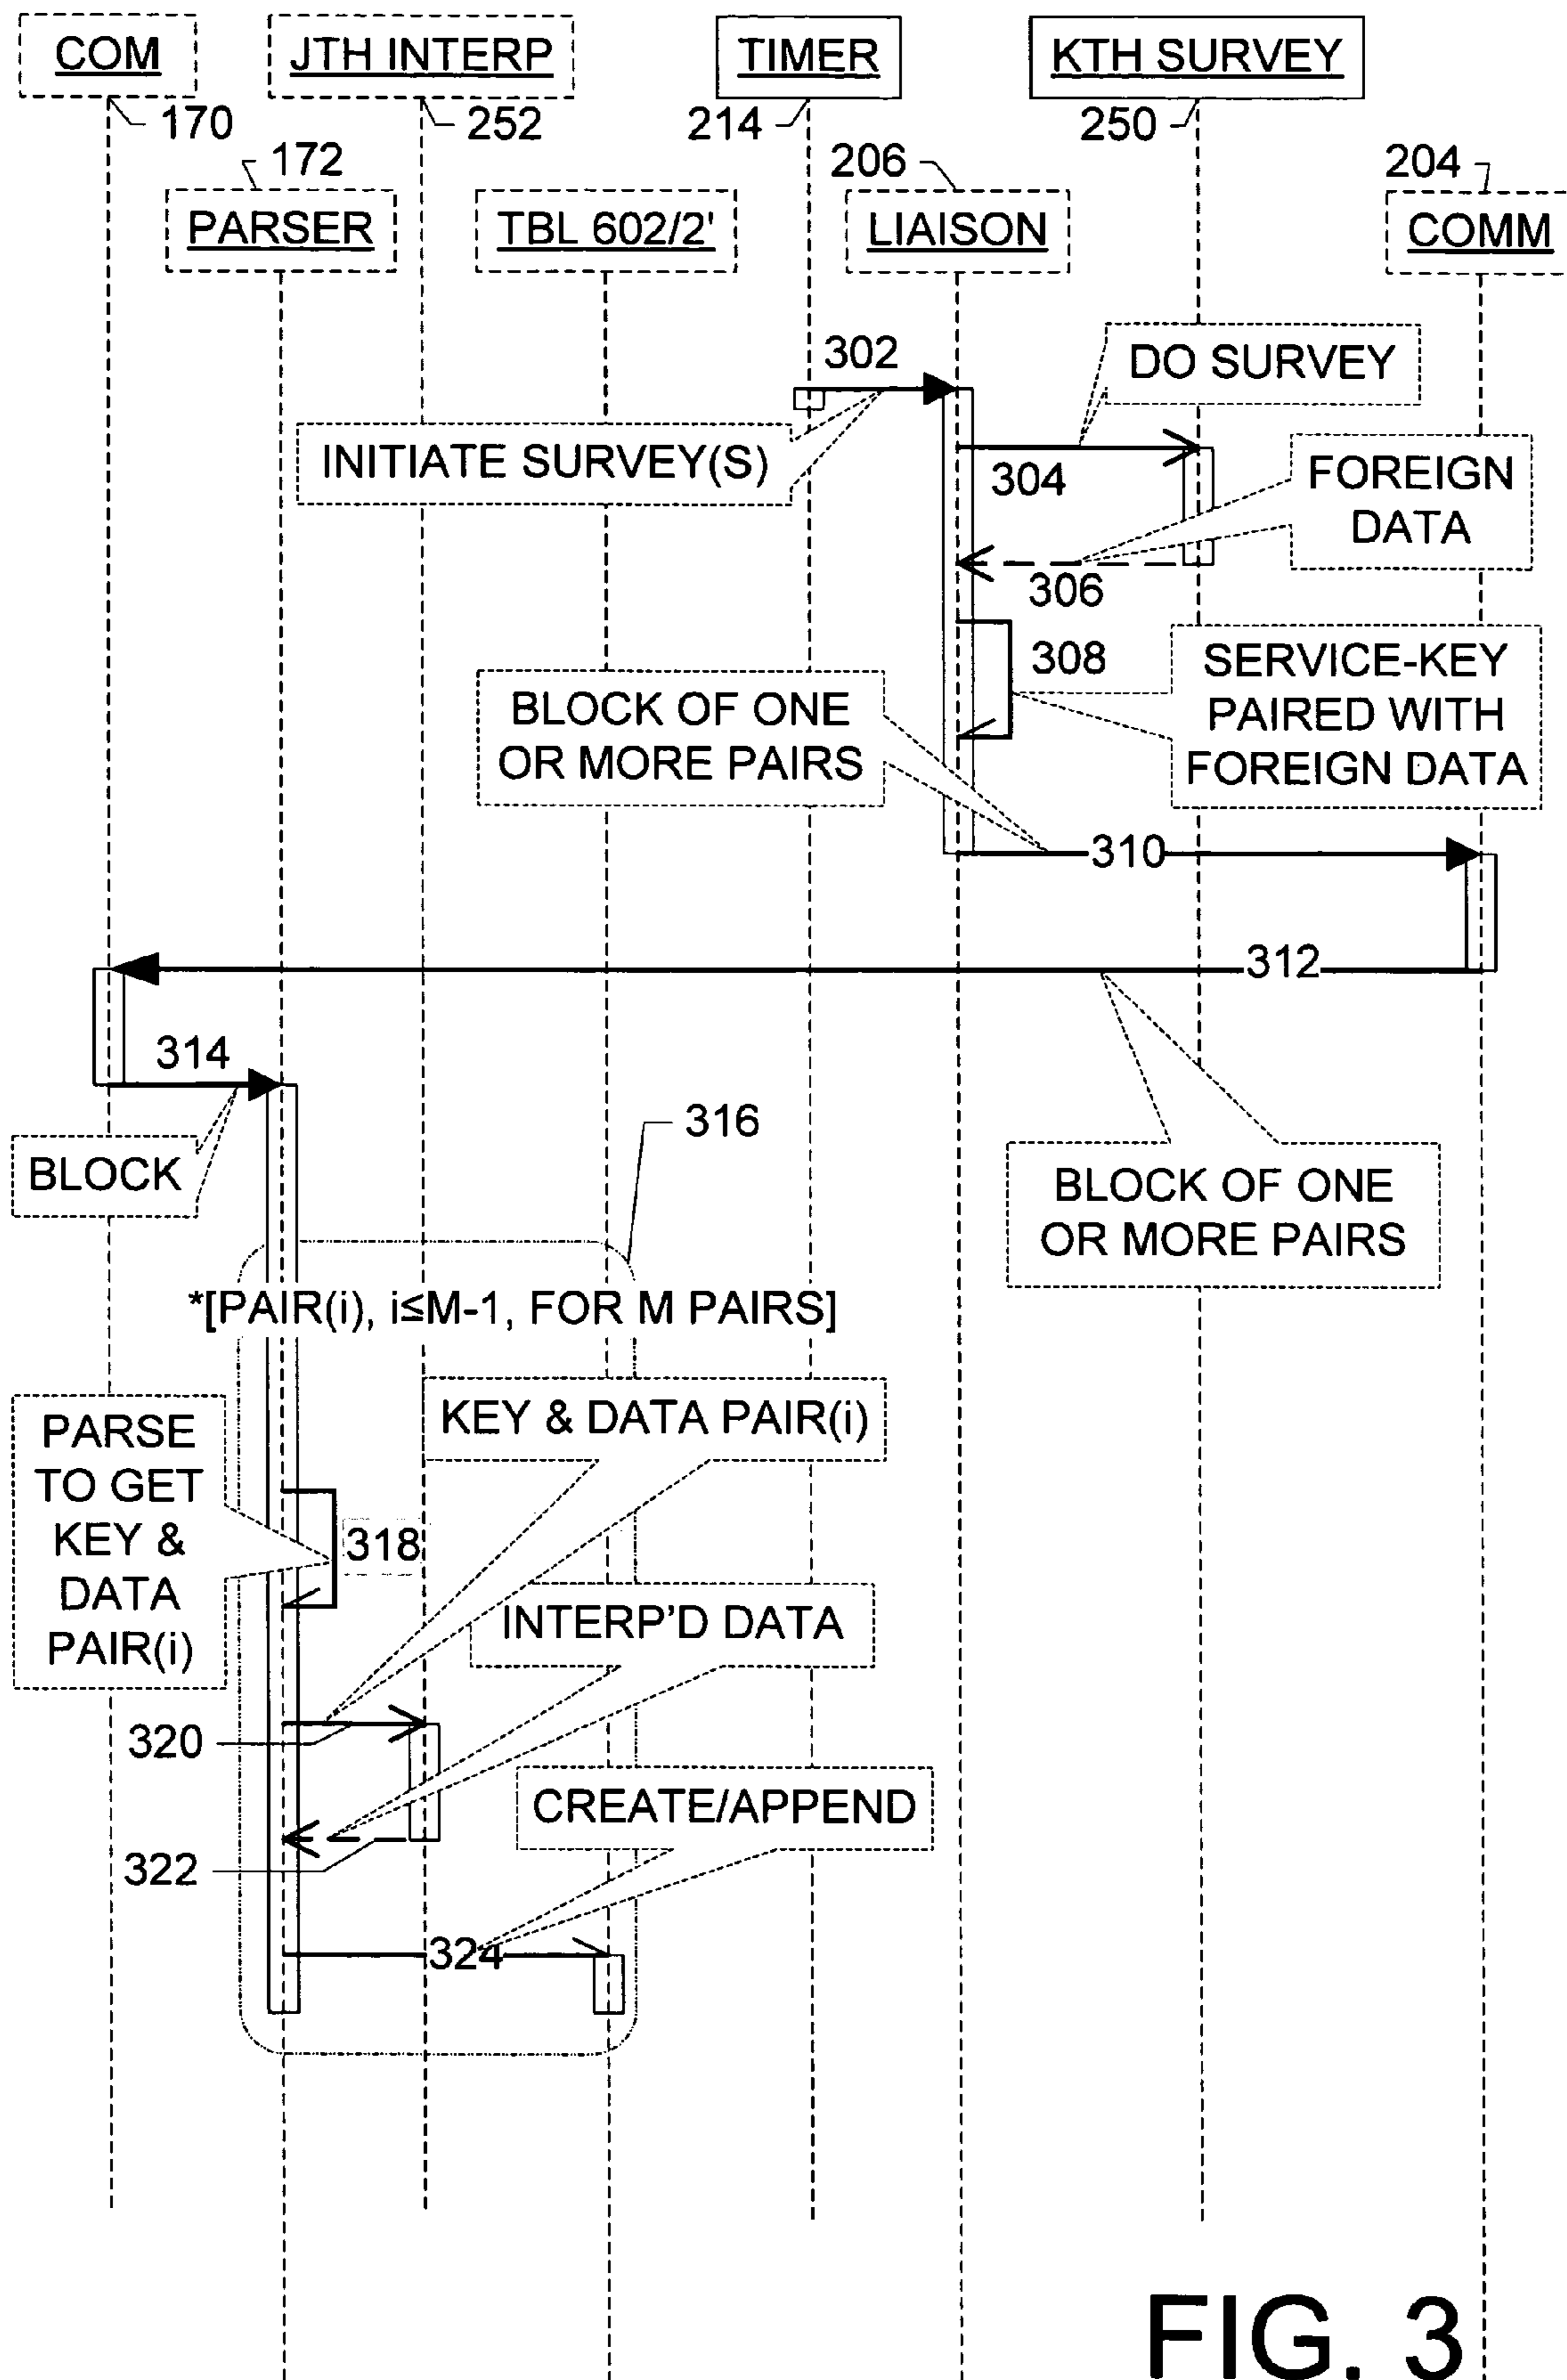 COM
JTH INTERP
TIMER
KTH SURVEY
170
252
214
250
172
206
204
PARSER
TBL 602/2'
LIAISON
COMM
302
DO SURVEY
INITIATE SURVEY(S)
304
FOREIGN
DATA
306
308
SERVICE-KEY
PAIRED WITH
FOREIGN DATA
BLOCK OF ONE
OR MORE PAIRS
310
312
314
BLOCK
316
BLOCK OF ONE
OR MORE PAIRS
*[PAIR(i), i≤M-1, FOR M PAIRS]
KEY & DATA PAIR(i)
PARSE
TO GET
KEY &
DATA
PAIR(i)
318
INTERP'D DATA
320
CREATE/APPEND
322
324
FIG. 3